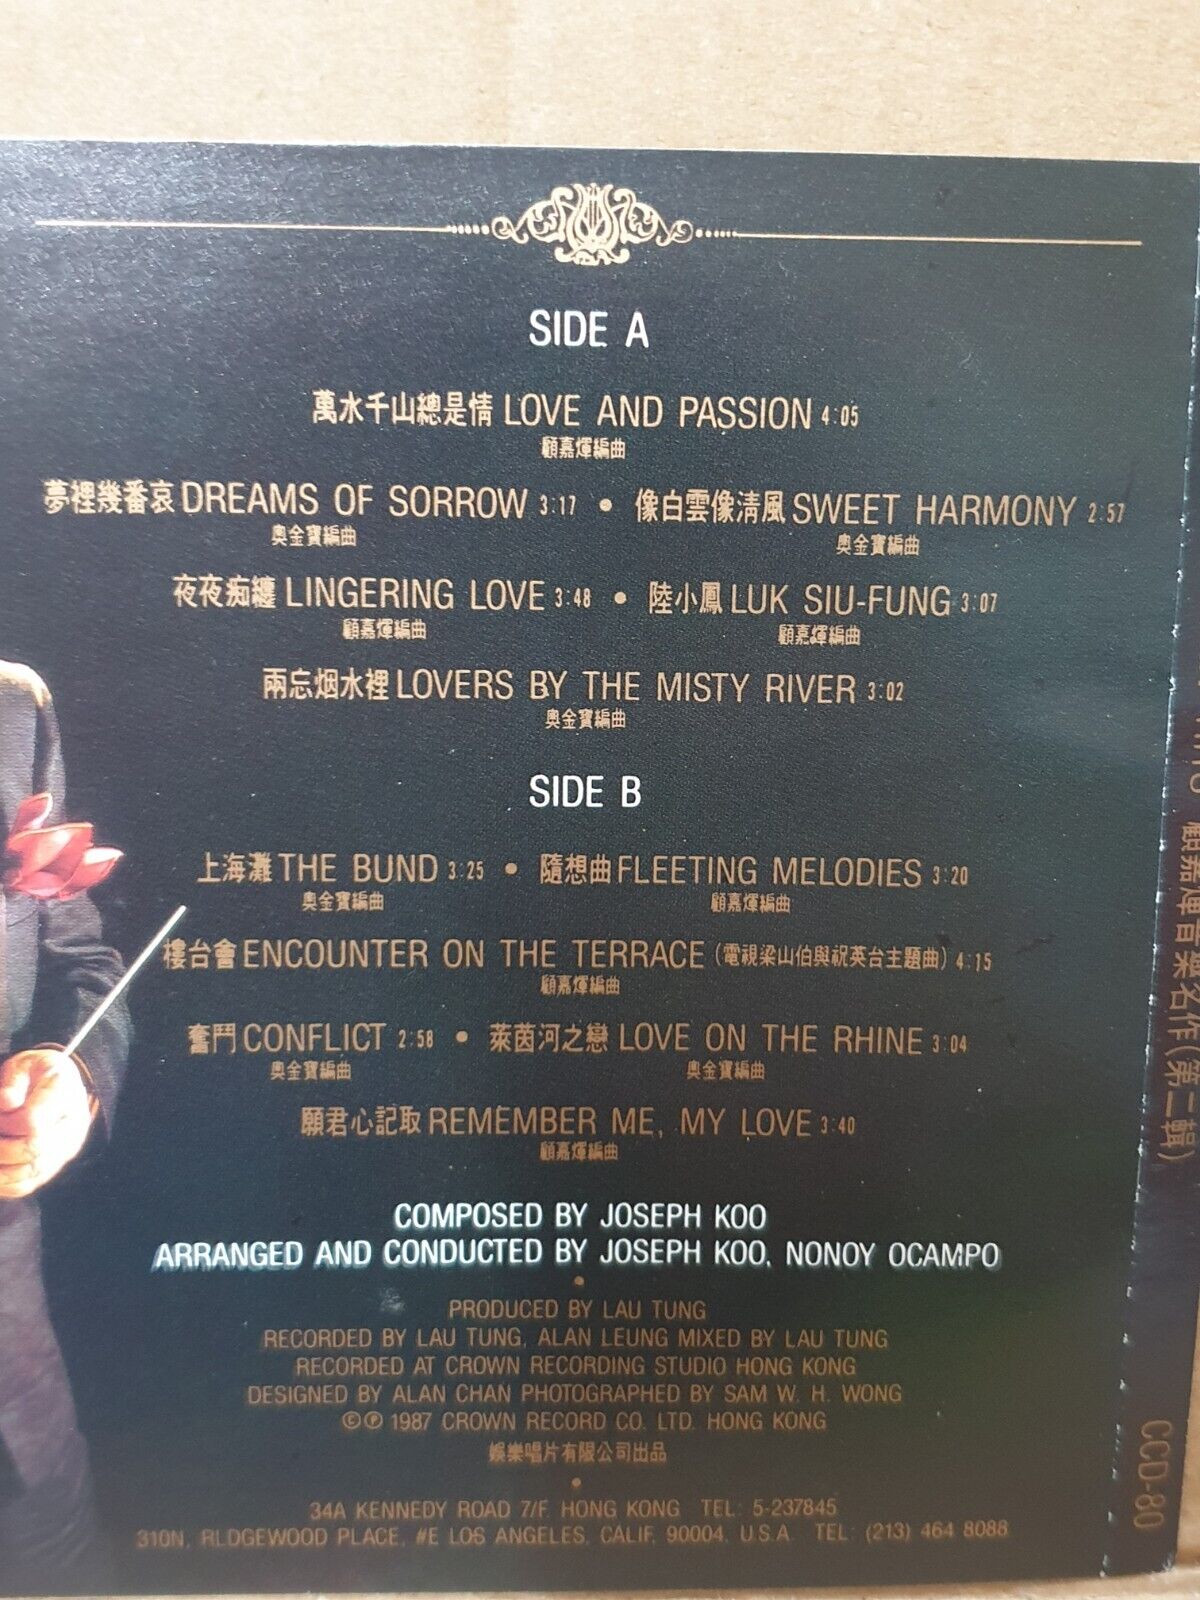 SIDE A
萬水千山總是情 LOVE AND PASSION 4:05
顧嘉煇編曲
夢裡幾番哀 DREAMS OF SORROW 3:17 • 像白雲像清風 SWEET HARMONY 2:57
奧金寶編曲 奧金寶編曲
夜夜痴纏 LINGERING LOVE 3:48 • 陸小鳳 LUK SIU-FUNG 3:07
顧嘉煇編曲 顧嘉煇編曲
兩忘烟水裡 LOVERS BY THE MISTY RIVER 3:02
奧金寶編曲
SIDE B
上海灘 THE BUND 3:25 • 隨想曲 FLEETING MELODIES 3:20
奧金寶編曲 顧嘉煇編曲
樓台會 ENCOUNTER ON THE TERRACE (電視梁山伯與祝英台主題曲) 4:15
顧嘉煇編曲
奮鬥 CONFLICT 2:58 • 萊茵河之戀 LOVE ON THE RHINE 3:04
奧金寶編曲 奧金寶編曲
願君心記取 REMEMBER ME, MY LOVE 3:40
顧嘉煇編曲
COMPOSED BY JOSEPH KOO
ARRANGED AND CONDUCTED BY JOSEPH KOO, NONOY OCAMPO
•
PRODUCED BY LAU TUNG
RECORDED BY LAU TUNG, ALAN LEUNG MIXED BY LAU TUNG
RECORDED AT CROWN RECORDING STUDIO HONG KONG
DESIGNED BY ALAN CHAN PHOTOGRAPHED BY SAM W. H. WONG
©℗ 1987 CROWN RECORD CO. LTD. HONG KONG
娛樂唱片有限公司出品
•
34A KENNEDY ROAD 7/F. HONG KONG TEL: 5-237845
310N, RLDGEWOOD PLACE, #E LOS ANGELES, CALIF, 90004, U.S.A TEL: (213) 464 8088
顧嘉煇音樂名作(第二輯)
CCD-80